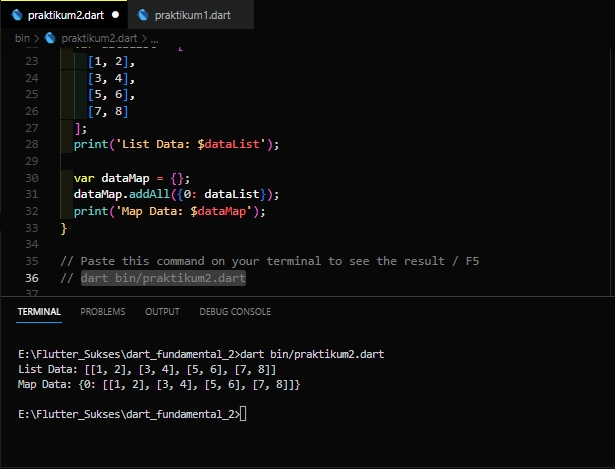 praktikum2.dart praktikum1.dart
bin > praktikum2.dart > ...
22 var dataList = [
23 [1, 2],
24 [3, 4],
25 [5, 6],
26 [7, 8]
27 ];
28 print('List Data: $dataList');
29
30 var dataMap = {};
31 dataMap.addAll({0: dataList});
32 print('Map Data: $dataMap');
33 }
34
35 // Paste this command on your terminal to see the result / F5
36 // dart bin/praktikum2.dart
37
TERMINAL PROBLEMS OUTPUT DEBUG CONSOLE
E:\Flutter_Sukses\dart_fundamental_2>dart bin/praktikum2.dart
List Data: [[1, 2], [3, 4], [5, 6], [7, 8]]
Map Data: {0: [[1, 2], [3, 4], [5, 6], [7, 8]]}
E:\Flutter_Sukses\dart_fundamental_2>